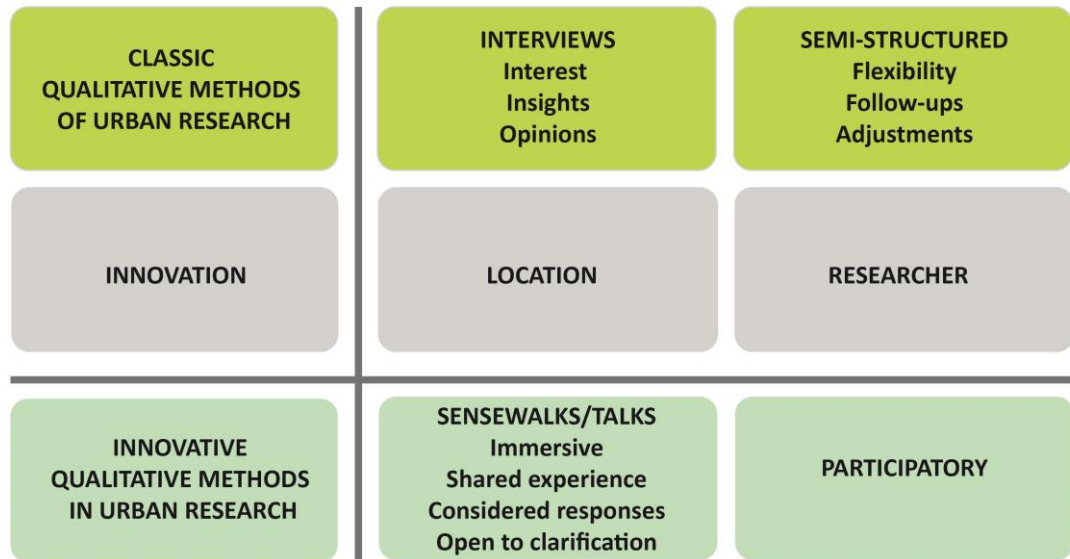 CLASSIC
QUALITATIVE METHODS
OF URBAN RESEARCH
INTERVIEWS
Interest
Insights
Opinions
SEMI-STRUCTURED
Flexibility
Follow-ups
Adjustments
INNOVATION
LOCATION
RESEARCHER
INNOVATIVE
QUALITATIVE METHODS
IN URBAN RESEARCH
SENSEWALKS/TALKS
Immersive
Shared experience
Considered responses
Open to clarification
PARTICIPATORY